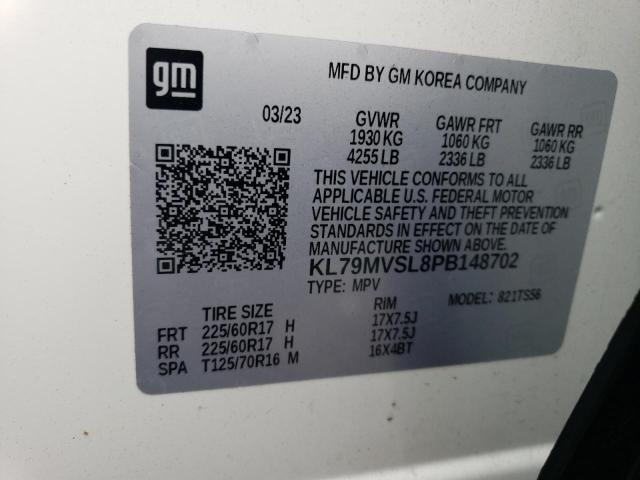 gm
MFD BY GM KOREA COMPANY
03/23 GVWR GAWR FRT GAWR RR
1930 KG 1060 KG 1060 KG
4255 LB 2336 LB 2336 LB
THIS VEHICLE CONFORMS TO ALL
APPLICABLE U.S. FEDERAL MOTOR
VEHICLE SAFETY AND THEFT PREVENTION
STANDARDS IN EFFECT ON THE DATE OF
MANUFACTURE SHOWN ABOVE.
KL79MVSL8PB148702
TYPE: MPV MODEL: 821TS56
TIRE SIZE RIM
FRT 225/60R17 H 17X7.5J
RR 225/60R17 H 17X7.5J
SPA T125/70R16 M 16X4BT